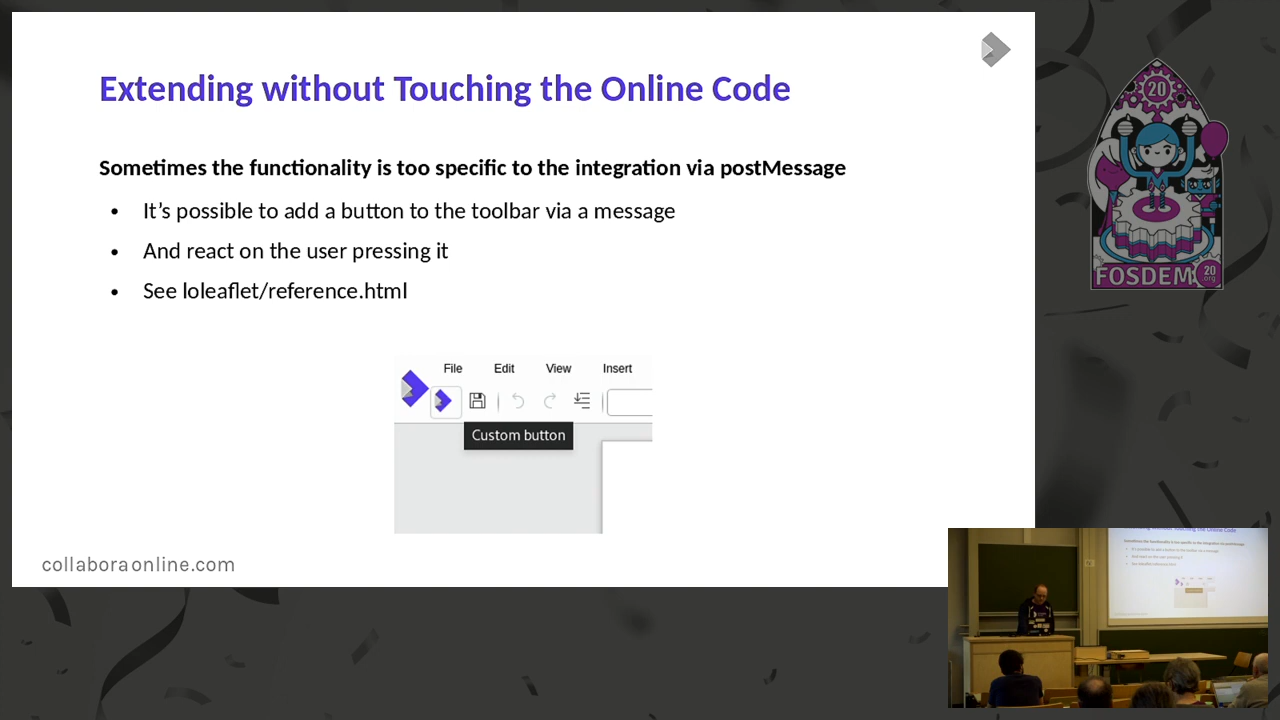 Extending without Touching the Online Code
Sometimes the functionality is too specific to the integration via postMessage
• It’s possible to add a button to the toolbar via a message
• And react on the user pressing it
• See loleaflet/reference.html
File Edit View Insert
Custom button
collaboraonline.com
20
FOSDEM 20
.org